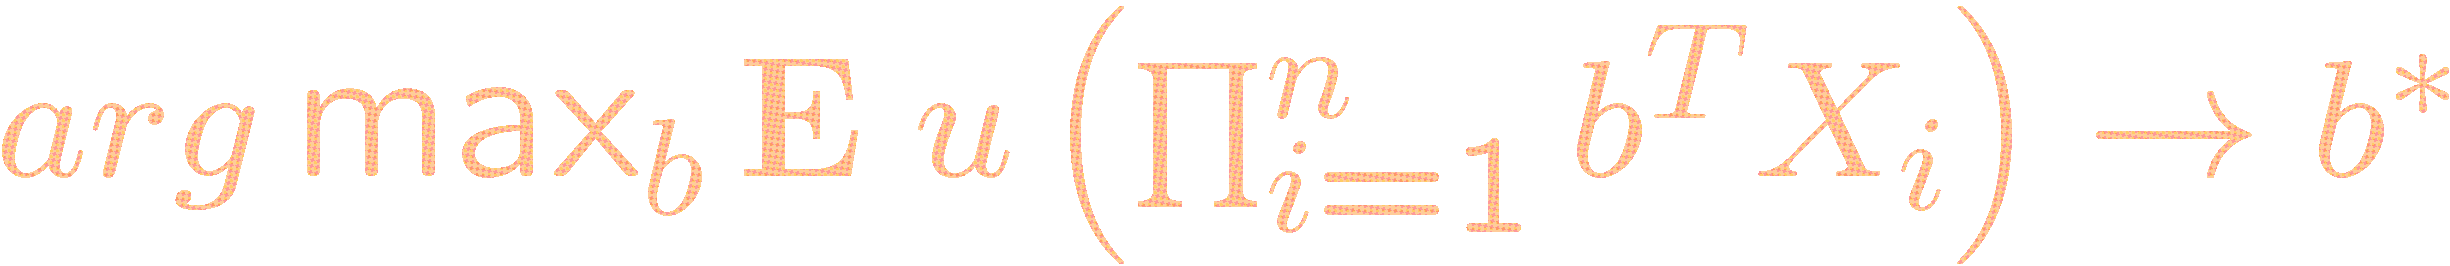 arg max_b E u (∏_{i=1}^n b^T X_i) → b^*